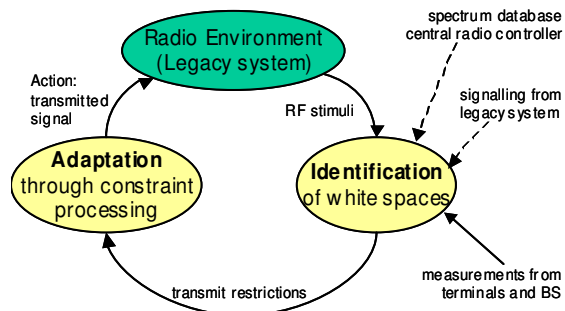 Radio Environment
(Legacy system)
spectrum database
central radio controller
Action:
transmitted
signal
RF stimuli
signalling from
legacy system
Adaptation
through constraint
processing
Identification
of white spaces
transmit restrictions
measurements from
terminals and BS